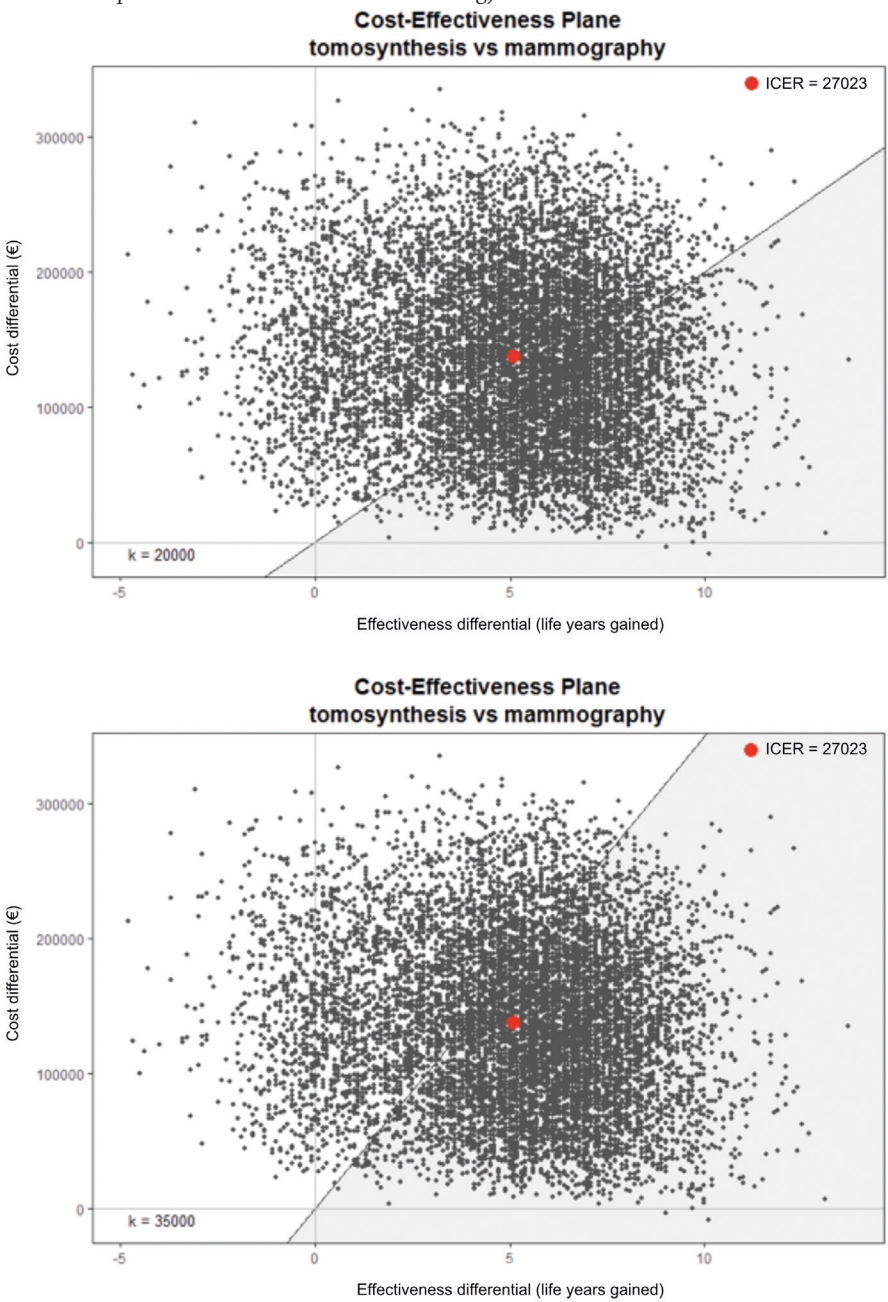 Cost-Effectiveness Plane
tomosynthesis vs mammography
ICER = 27023
300000
200000
100000
0
Cost differential (€)
k = 20000
-5
0
5
10
Effectiveness differential (life years gained)
Cost-Effectiveness Plane
tomosynthesis vs mammography
ICER = 27023
300000
200000
100000
0
Cost differential (€)
k = 35000
-5
0
5
10
Effectiveness differential (life years gained)